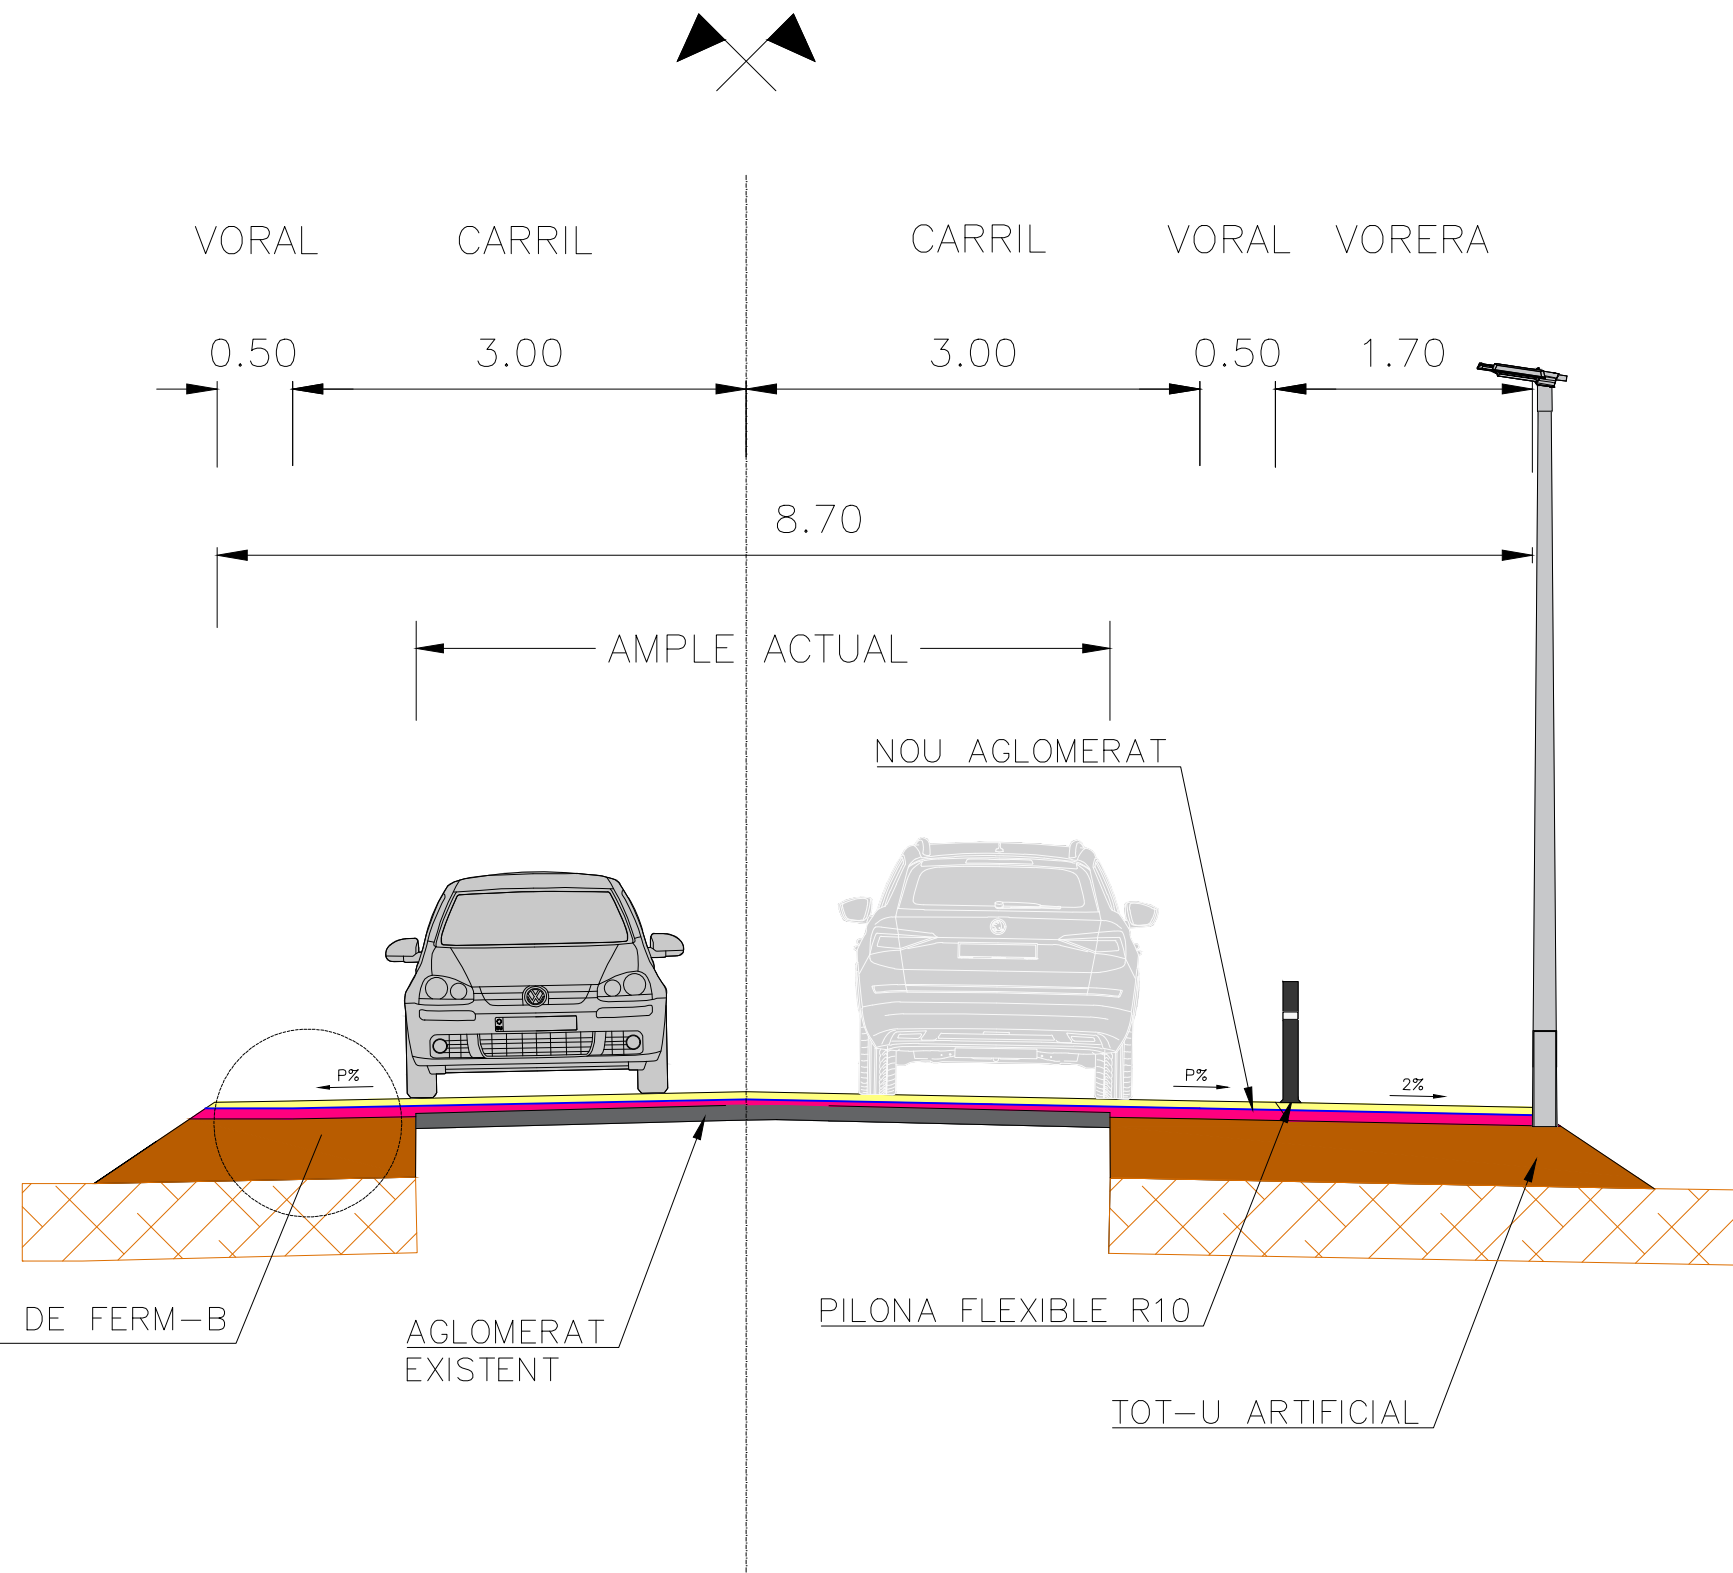 VORAL CARRIL CARRIL VORAL VORERA
0.50 3.00 3.00 0.50 1.70
8.70
AMPLE ACTUAL
NOU AGLOMERAT
P% P% 2%
DE FERM-B
AGLOMERAT
EXISTENT
PILONA FLEXIBLE R10
TOT-U ARTIFICIAL